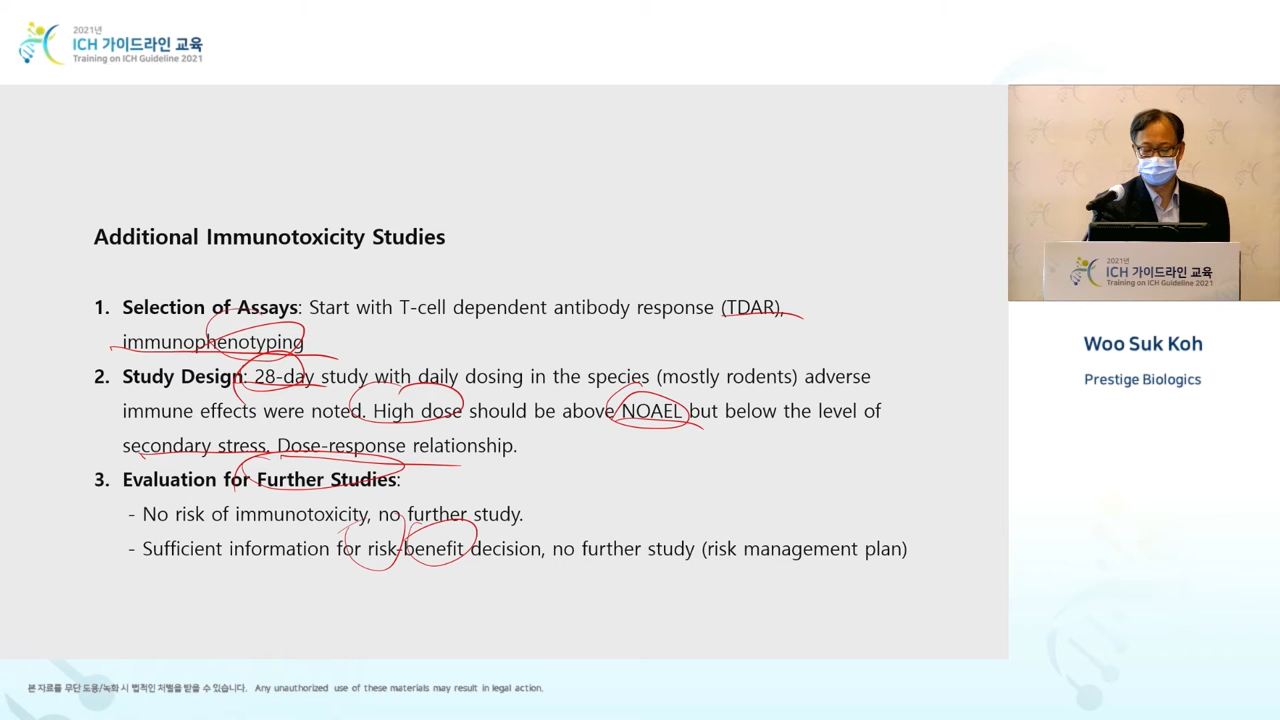 2021년
ICH 가이드라인 교육
Training on ICH Guideline 2021
Additional Immunotoxicity Studies
1. Selection of Assays: Start with T-cell dependent antibody response (TDAR),
immunophenotyping
2. Study Design: 28-day study with daily dosing in the species (mostly rodents) adverse
immune effects were noted. High dose should be above NOAEL but below the level of
secondary stress. Dose-response relationship.
3. Evaluation for Further Studies:
- No risk of immunotoxicity, no further study.
- Sufficient information for risk-benefit decision, no further study (risk management plan)
2021년
ICH 가이드라인 교육
Training on ICH Guideline 2021
Woo Suk Koh
Prestige Biologics
본 자료를 무단 도용/녹화 시 법적인 처벌을 받을 수 있습니다. Any unauthorized use of these materials may result in legal action.